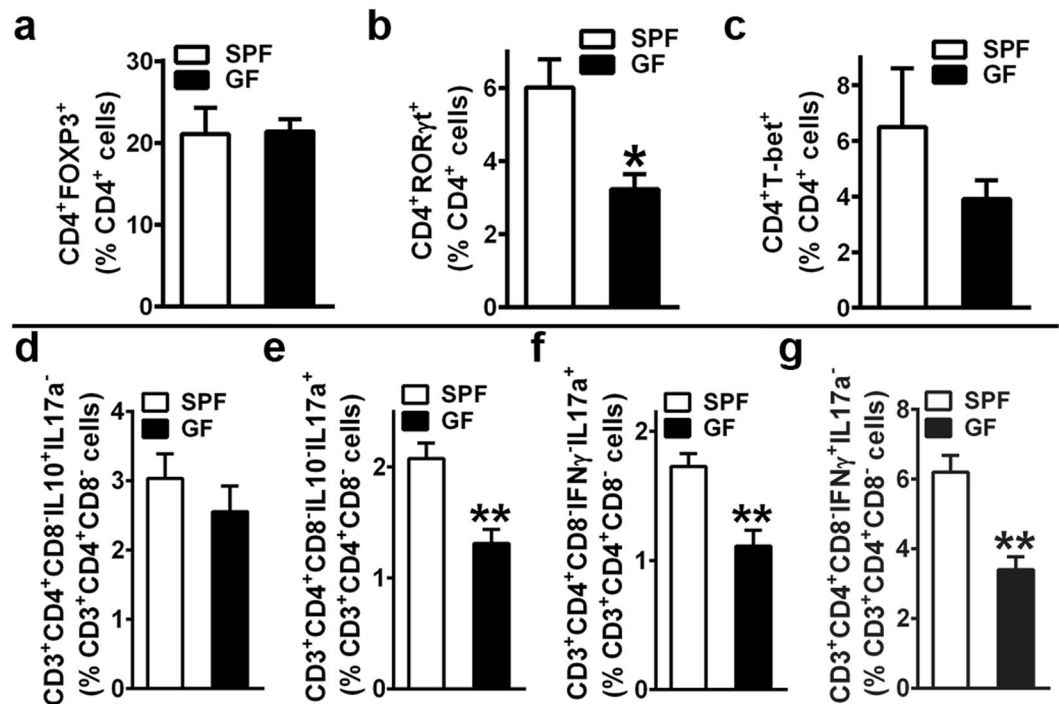 a
CD4⁺FOXP3⁺
(% CD4⁺ cells)
30
20
10
0
SPF
GF
b
CD4⁺RORγt⁺
(% CD4⁺ cells)
6
4
2
0
SPF
GF
*
c
CD4⁺T-bet⁺
(% CD4⁺ cells)
8
6
4
2
0
SPF
GF
d
CD3⁺CD4⁺CD8⁻IL10⁺IL17a⁻
(% CD3⁺CD4⁺CD8⁻ cells)
4
3
2
1
0
SPF
GF
e
CD3⁺CD4⁺CD8⁻IL10⁻IL17a⁺
(% CD3⁺CD4⁺CD8⁻ cells)
2
1
0
SPF
GF
**
f
CD3⁺CD4⁺CD8⁻IFNγ⁻IL17a⁺
(% CD3⁺CD4⁺CD8⁻ cells)
2
1
0
SPF
GF
**
g
CD3⁺CD4⁺CD8⁻IFNγ⁺IL17a⁻
(% CD3⁺CD4⁺CD8⁻ cells)
8
6
4
2
0
SPF
GF
**